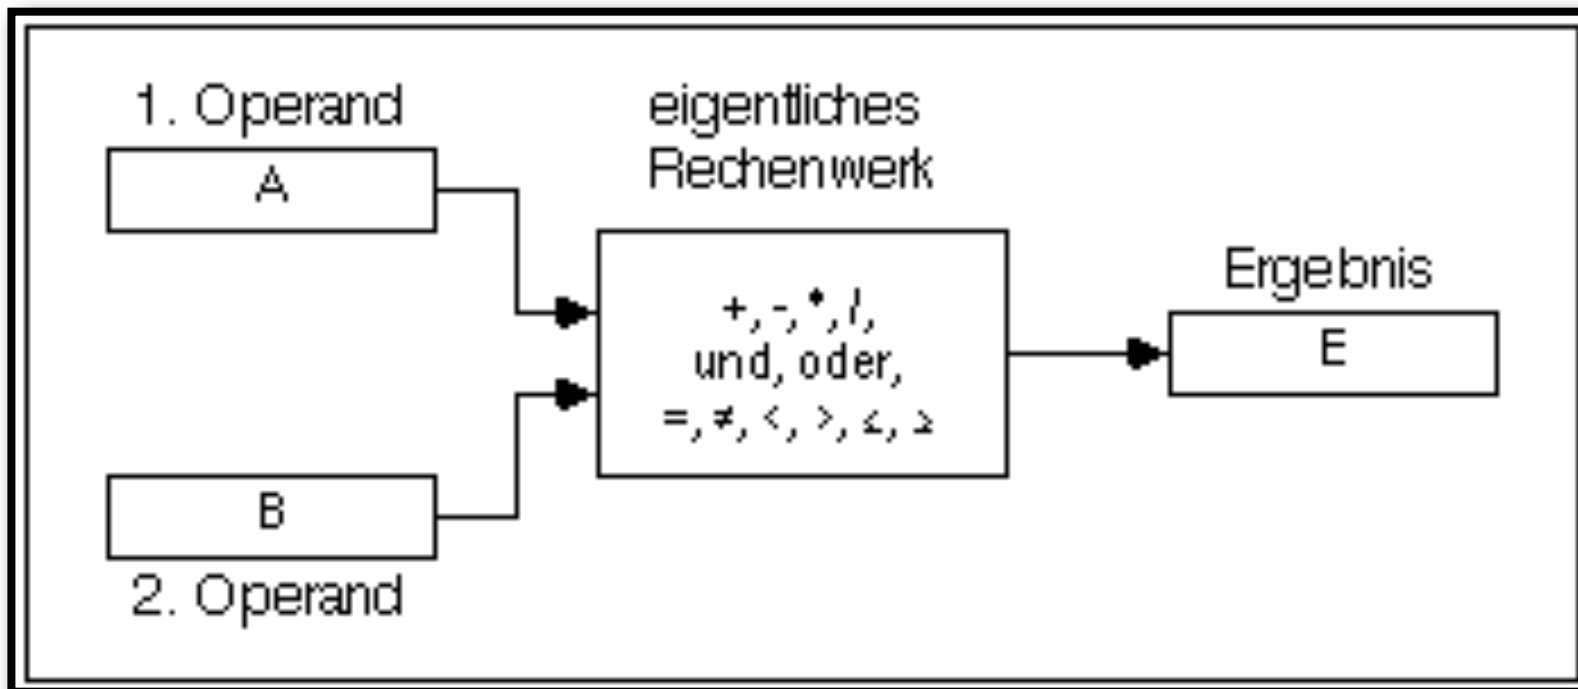 1. Operand
A
eigentliches
Rechenwerk
+, -, *, /,
und, oder,
=, ≠, <, >, ≤, ≥
Ergebnis
E
B
2. Operand